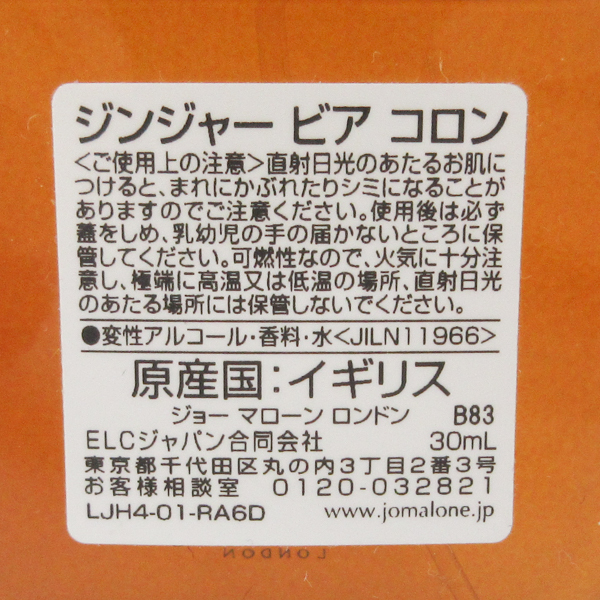 ジンジャー ビア コロン
<ご使用上の注意>直射日光のあたるお肌に
つけると、まれにかぶれたりシミになることが
ありますのでご注意ください。使用後は必ず
蓋をしめ、乳幼児の手の届かないところに保
管してください。可燃性なので、火気に十分注
意し、極端に高温又は低温の場所、直射日光
のあたる場所には保管しないでください。
●変性アルコール・香料・水<JILN11966>
原産国:イギリス
ジョー マローン ロンドン B83
ELCジャパン合同会社 30mL
東京都千代田区丸の内3丁目2番3号
お客様相談室 0120-032821
LJH4-01-RA6D www.jomalone.jp
LONDON